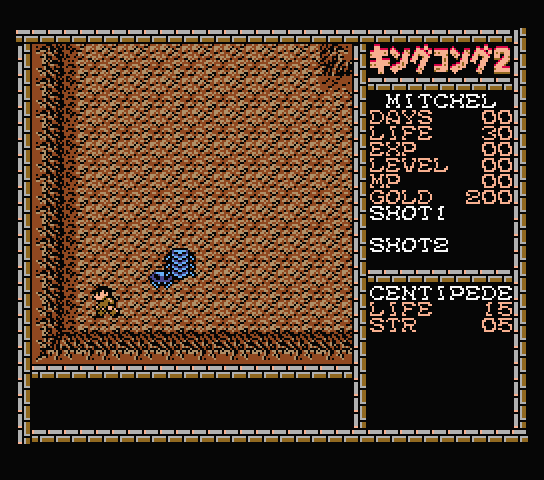 キングコング2
MITCHEL
DAYS 00
LIFE 30
EXP 00
LEVEL 00
MP 00
GOLD 200
SHOT1
SHOT2
CENTIPEDE
LIFE 15
STR 05